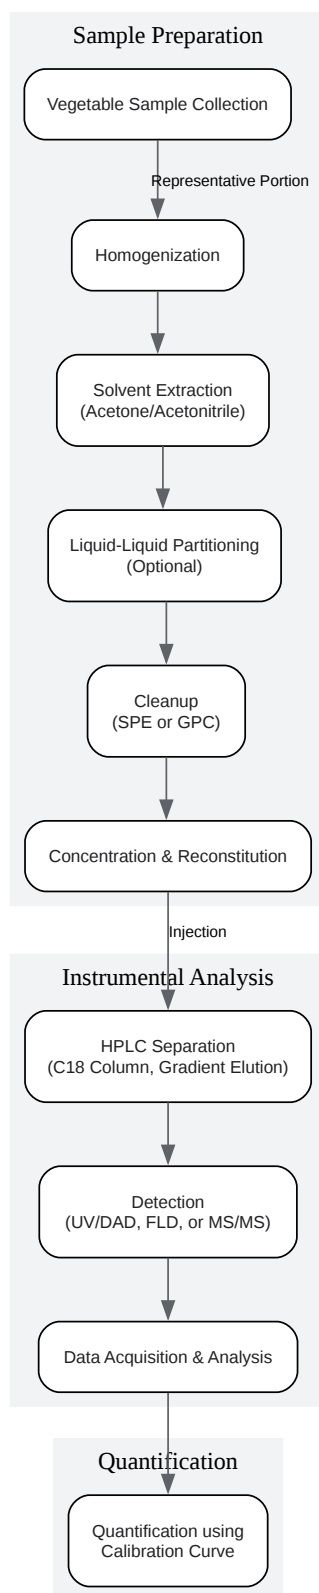 Sample Preparation
Vegetable Sample Collection
Representative Portion
Homogenization
Solvent Extraction
(Acetone/Acetonitrile)
Liquid-Liquid Partitioning
(Optional)
Cleanup
(SPE or GPC)
Concentration & Reconstitution
Injection
Instrumental Analysis
HPLC Separation
(C18 Column, Gradient Elution)
Detection
(UV/DAD, FLD, or MS/MS)
Data Acquisition & Analysis
Quantification
Quantification using
Calibration Curve